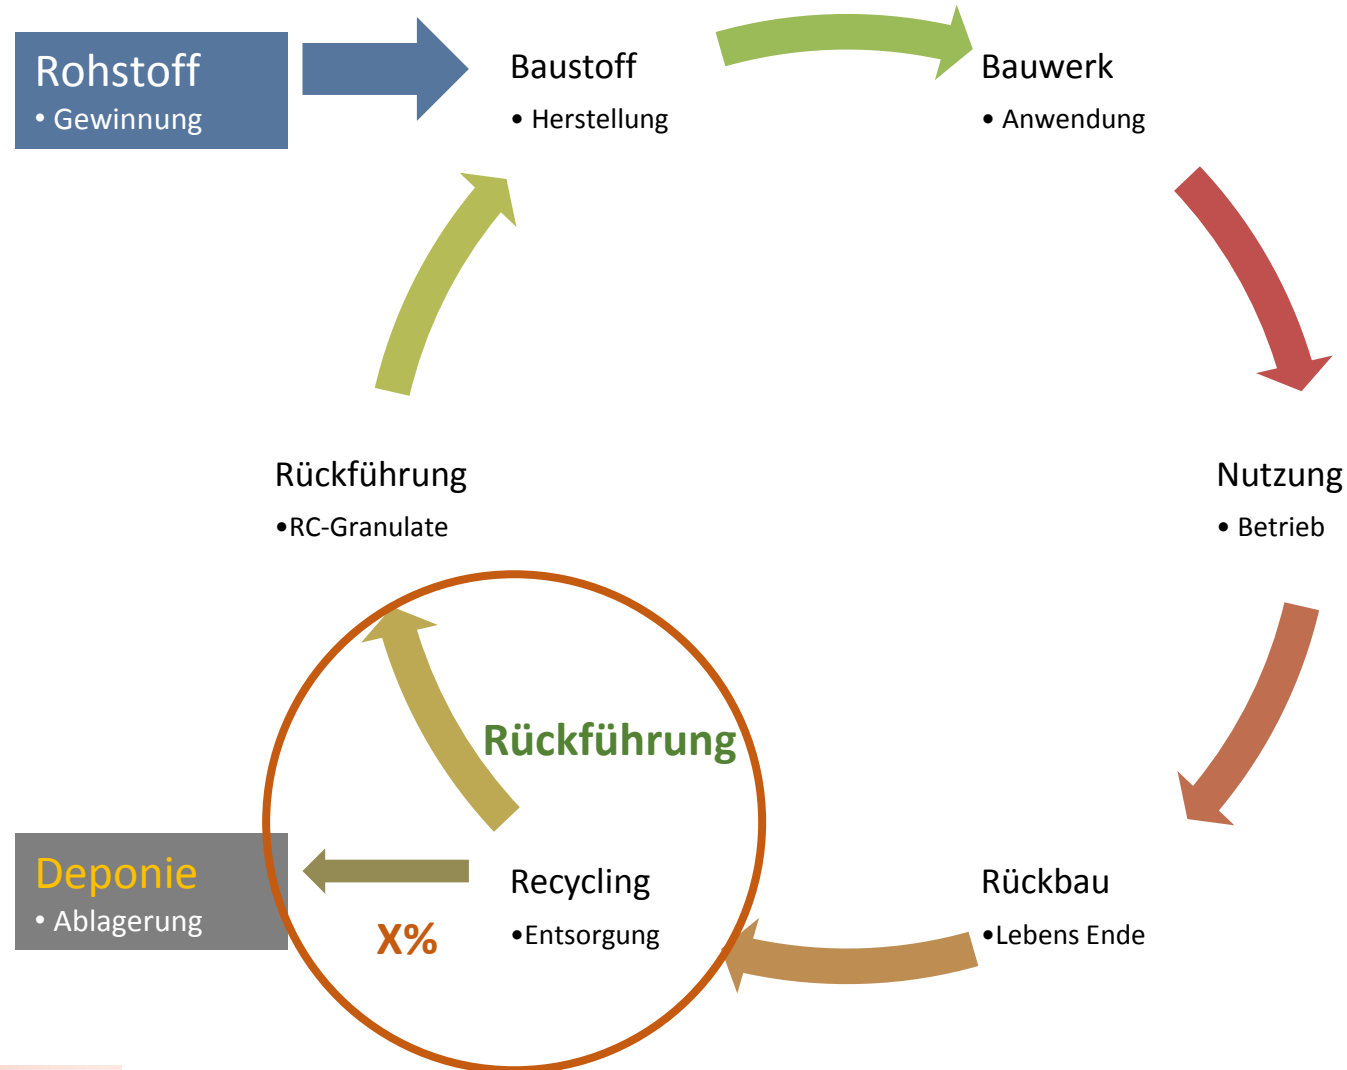 Rohstoff
• Gewinnung
Baustoff
• Herstellung
Bauwerk
• Anwendung
Rückführung
•RC-Granulate
Nutzung
• Betrieb
Rückführung
Deponie
• Ablagerung
X%
Recycling
•Entsorgung
Rückbau
•Lebens Ende